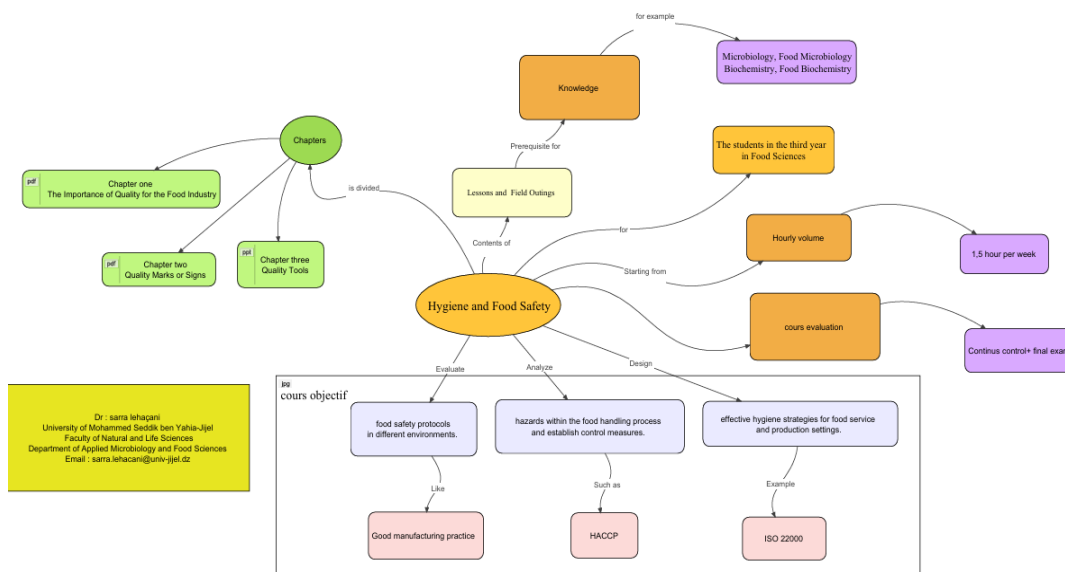 for example
Microbiology, Food Microbiology
Biochemistry, Food Biochemistry
Knowledge
Chapters
Prerequisite for
The students in the third year
in Food Sciences
pdf
Chapter one
The Importance of Quality for the Food Industry
is divided
Lessons and Field Outings
for
Hourly volume
1,5 hour per week
Contents of
pdf
Chapter two
Quality Marks or Signs
ppt
Chapter three
Quality Tools
Starting from
Hygiene and Food Safety
cours evaluation
Continus control+ final exam
Evaluate
Analyze
Design
jpg
cours objectif
food safety protocols
in different environments.
hazards within the food handling process
and establish control measures.
effective hygiene strategies for food service
and production settings.
Dr : sarra lehaçani
University of Mohammed Seddik ben Yahia-Jijel
Faculty of Natural and Life Sciences
Department of Applied Microbiology and Food Sciences
Email : sarra.lehacani@univ-jijel.dz
Like
Such as
Example
Good manufacturing practice
HACCP
ISO 22000